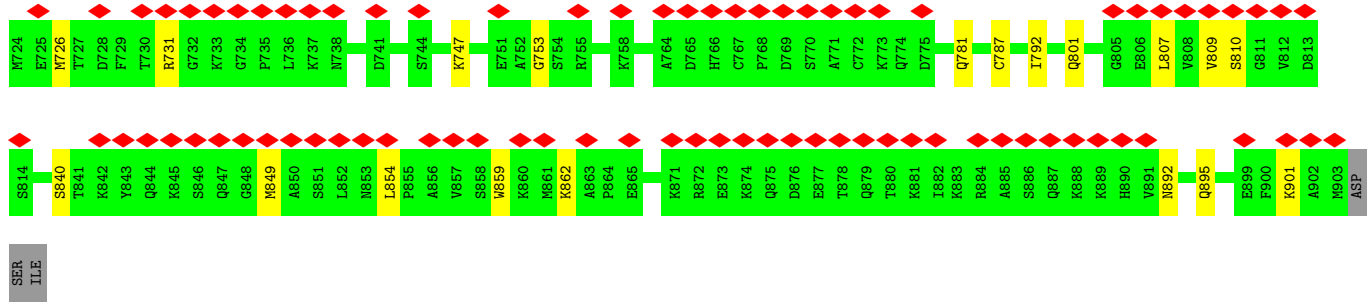 M724 E725 M726 T727 D728 F729 T730 R731 G732 K733 G734 P735 L736 K737 N738 D741 S744 K747 E751 A752 G753 S754 R755 K758 A764 D765 H766 C767 P768 D769 S770 A771 C772 K773 Q774 D775 Q781 C787 I792 Q801 G805 E806 L807 V808 V809 S810 G811 V812 D813
S814 S840 T841 K842 Y843 Q844 K845 S846 Q847 G848 M849 A850 S851 L852 N853 L854 P855 A856 V857 S858 W859 K860 M861 K862 A863 P864 E865 K871 R872 E873 K874 Q875 D876 E877 T878 Q879 T880 K881 I882 K883 R884 A885 S886 Q887 K888 K889 H890 V891 N892 Q895 E899 F900 K901 A902 M903 ASP
SER ILE